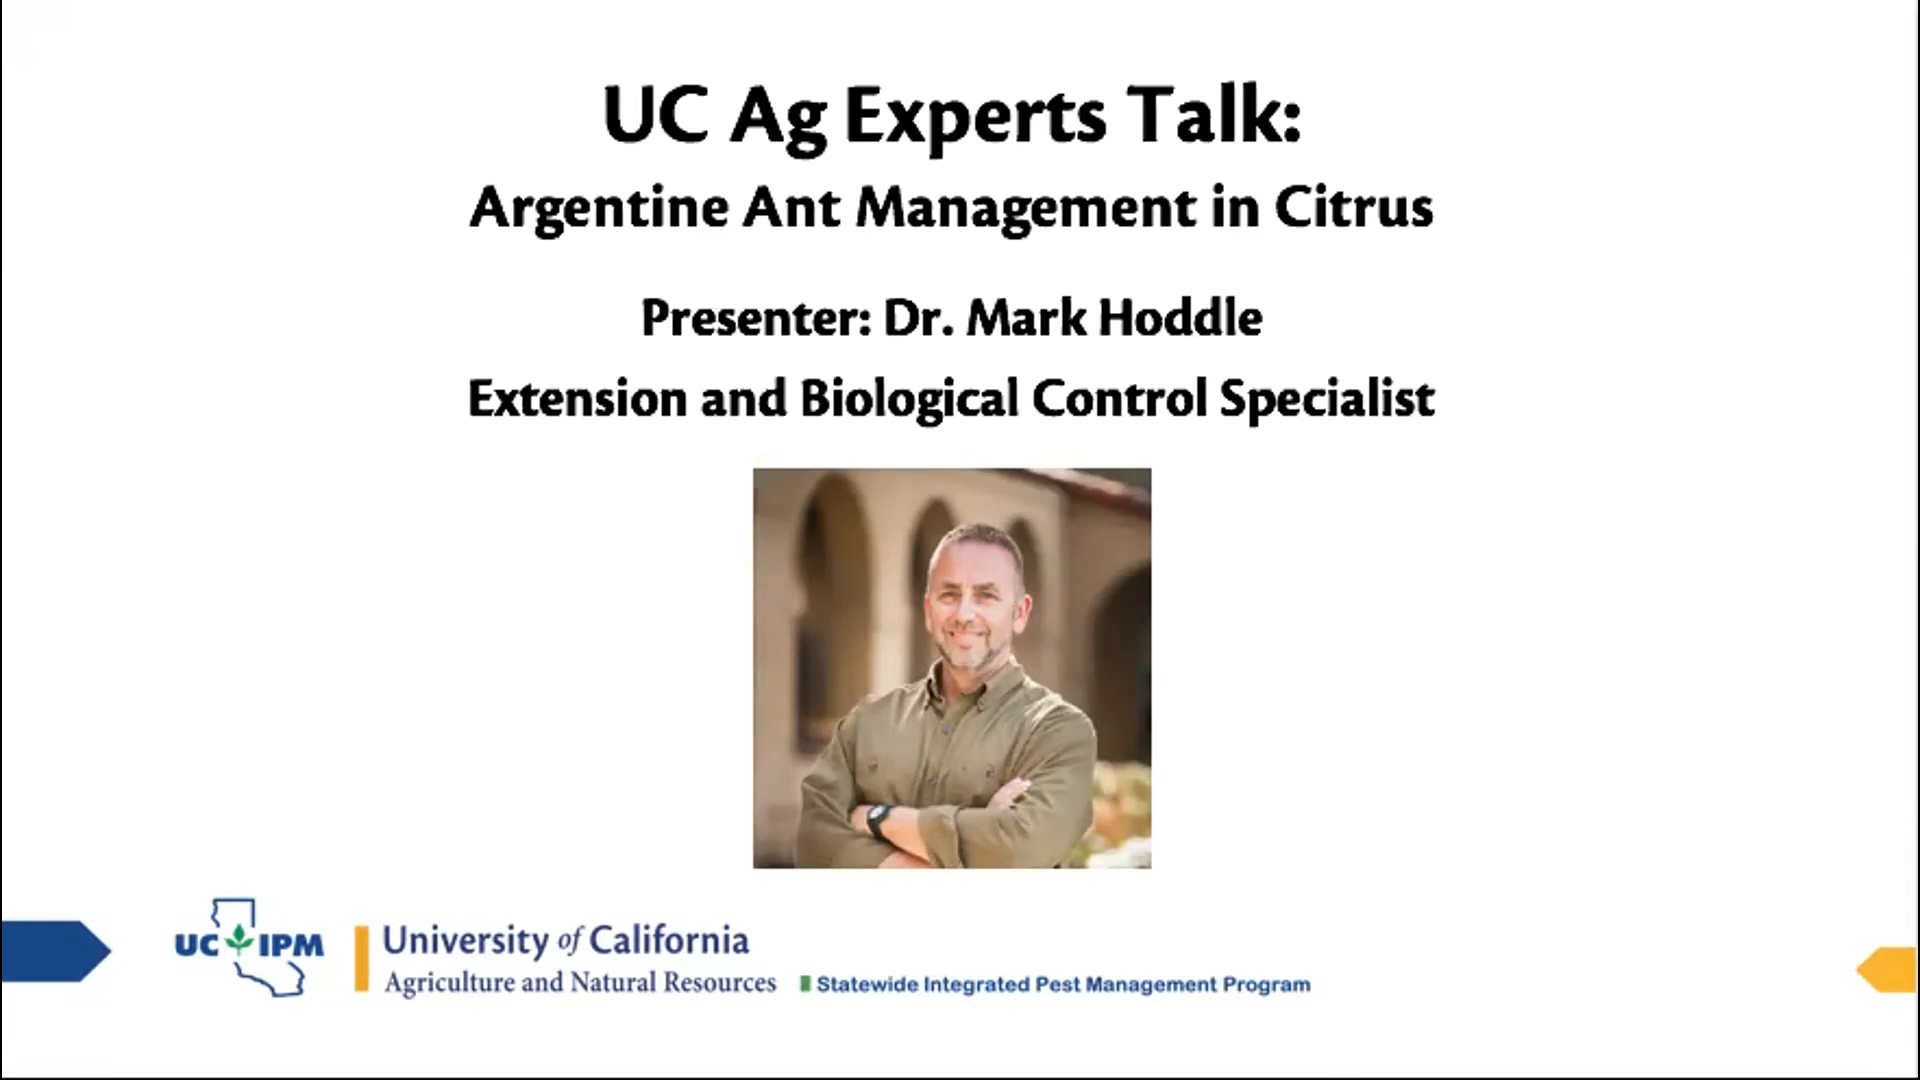 UC Ag Experts Talk:
Argentine Ant Management in Citrus
Presenter: Dr. Mark Hoddle
Extension and Biological Control Specialist
UC IPM
University of California
Agriculture and Natural Resources
Statewide Integrated Pest Management Program